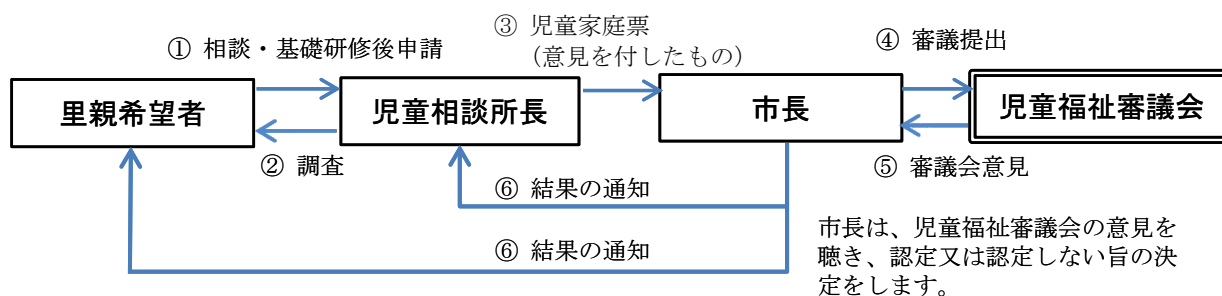 ① 相談・基礎研修後申請
③ 児童家庭票
(意見を付したもの)
④ 審議提出
里親希望者
児童相談所長
市長
児童福祉審議会
② 調査
⑤ 審議会意見
⑥ 結果の通知
⑥ 結果の通知
市長は、児童福祉審議会の意見を
聴き、認定又は認定しない旨の決
定をします。